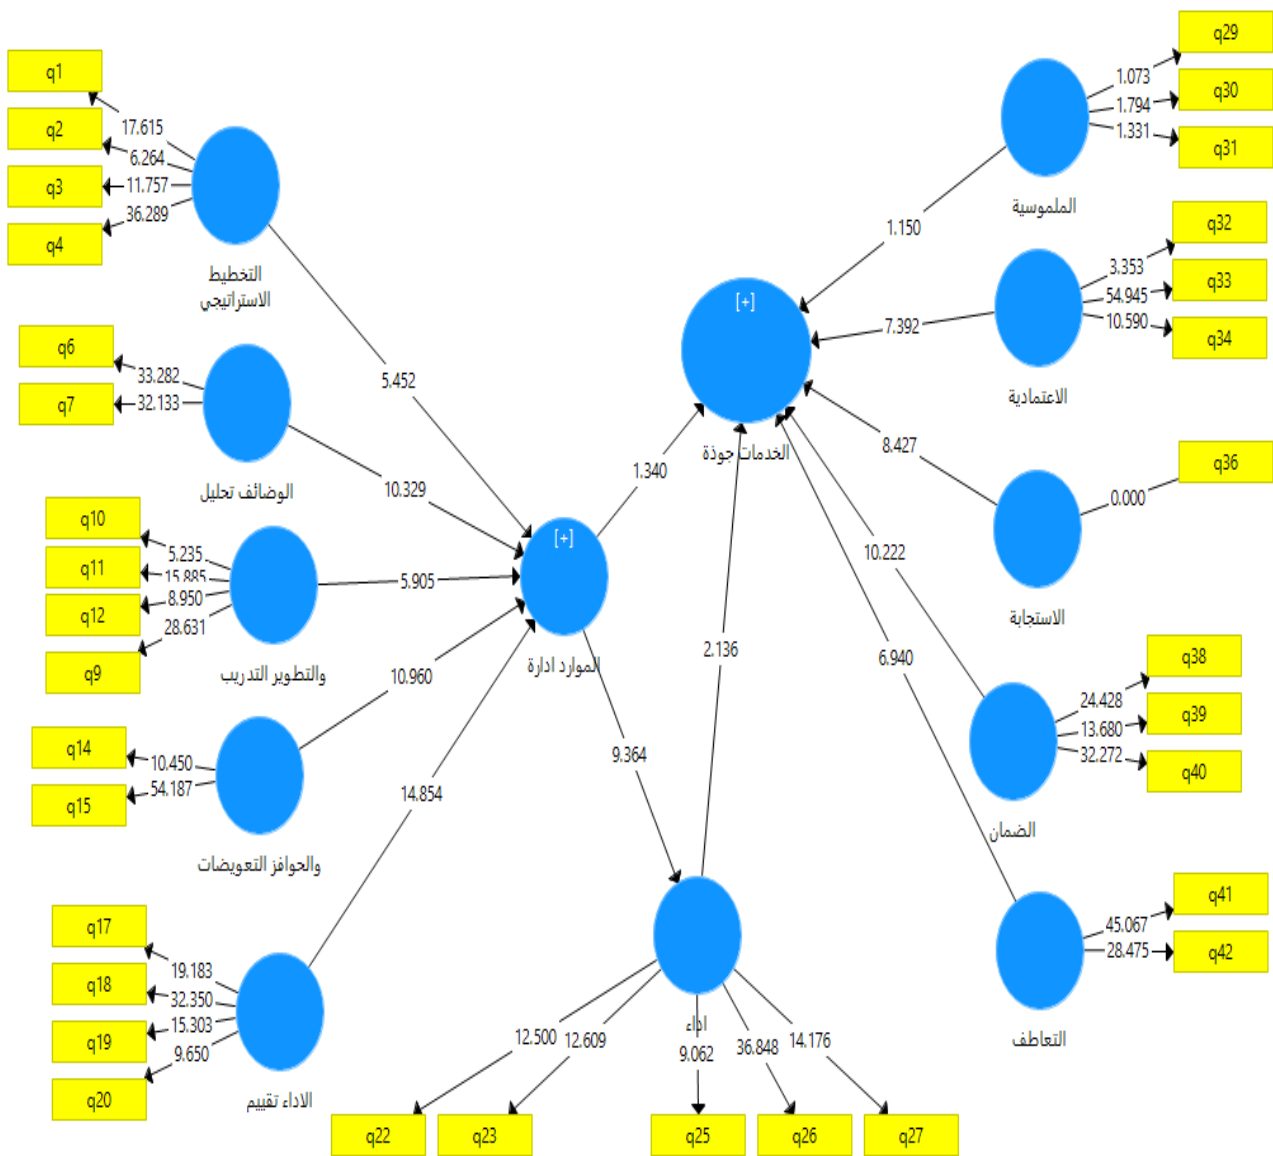 q1
q2
q3
q4
17.615
6.264
11.757
36.289
التخطيط
الاستراتيجي
5.452
q6
q7
33.282
32.133
الوضائف تحليل
10.329
q10
q11
q12
q9
5.235
15.885
8.950
28.631
والتطوير التدريب
5.905
q14
q15
10.450
54.187
والحوافز التعويضات
10.960
q17
q18
q19
q20
19.183
32.350
15.303
9.650
الاداء تقييم
14.854
[+]
الموارد ادارة
1.340
9.364
[+]
الخدمات جوذة
2.136
اداء
12.500
12.609
9.062
36.848
14.176
q22
q23
q25
q26
q27
q29
q30
q31
1.073
1.794
1.331
الملموسية
1.150
q32
q33
q34
3.353
54.945
10.590
الاعتمادية
7.392
q36
0.000
الاستجابة
8.427
q38
q39
q40
24.428
13.680
32.272
الضمان
10.222
q41
q42
45.067
28.475
التعاطف
6.940